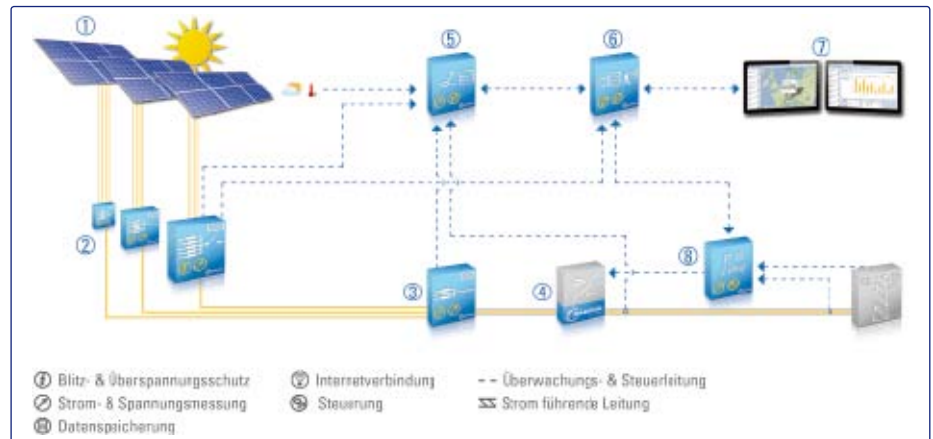 ① ⑤ ⑥ ⑦
②
③ ④ ⑧
Blitz- & Überspannungsschutz
Internetverbindung
Überwachungs- & Steuerleitung
Strom- & Spannungsmessung
Steuerung
Strom führende Leitung
Datenspeicherung